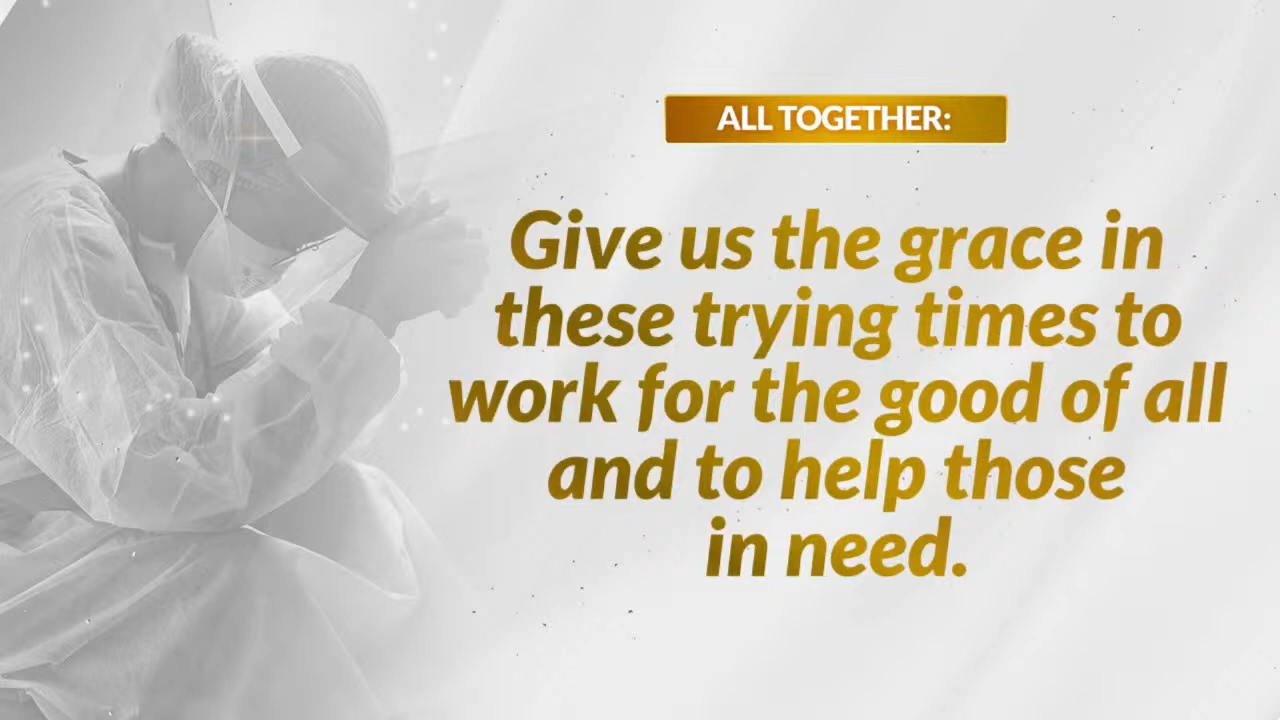 ALL TOGETHER:
Give us the grace in
these trying times to
work for the good of all
and to help those
in need.